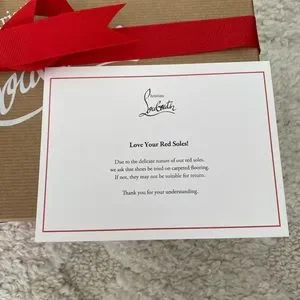 Christian
Louboutin
Love Your Red Soles!
Due to the delicate nature of our red soles,
we ask that shoes be tried on carpeted flooring.
If not, they may not be suitable for return.
Thank you for your understanding.